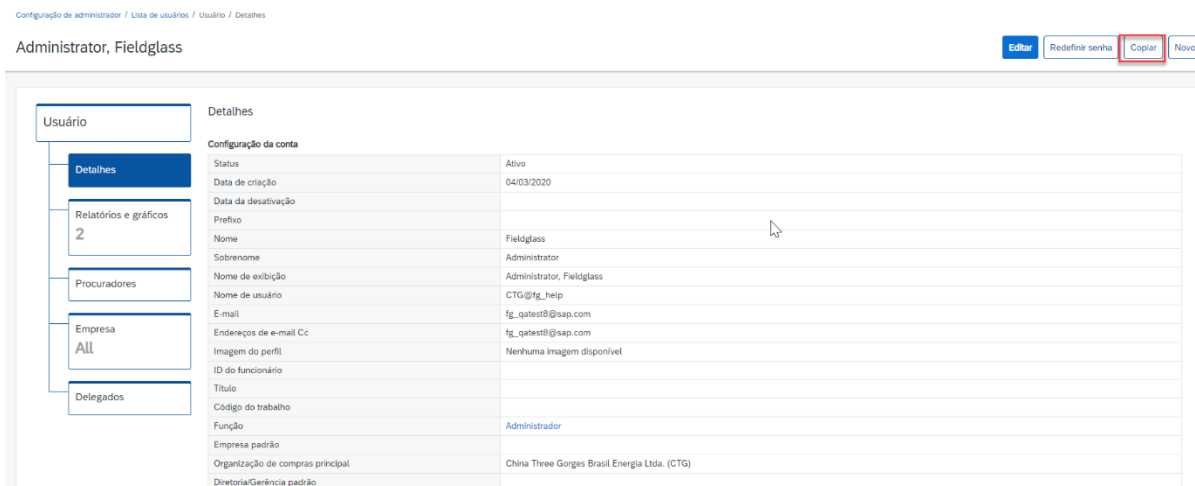 Configuração de administrador / Lista de usuários / Usuário / Detalhes
Administrator, Fieldglass
Editar
Redefinir senha
Copiar
Novo
Usuário
Detalhes
Relatórios e gráficos
2
Procuradores
Empresa
All
Delegados
Detalhes
Configuração da conta
Status Ativo
Data de criação 04/03/2020
Data da desativação
Prefixo
Nome Fieldglass
Sobrenome Administrator
Nome de exibição Administrator, Fieldglass
Nome de usuário CTG@fg_help
E-mail fg_qatest8@sap.com
Endereços de e-mail Cc fg_qatest8@sap.com
Imagem do perfil Nenhuma imagem disponível
ID do funcionário
Título
Código do trabalho
Função Administrador
Empresa padrão
Organização de compras principal China Three Gorges Brasil Energia Ltda. (CTG)
Diretoria/Gerência padrão